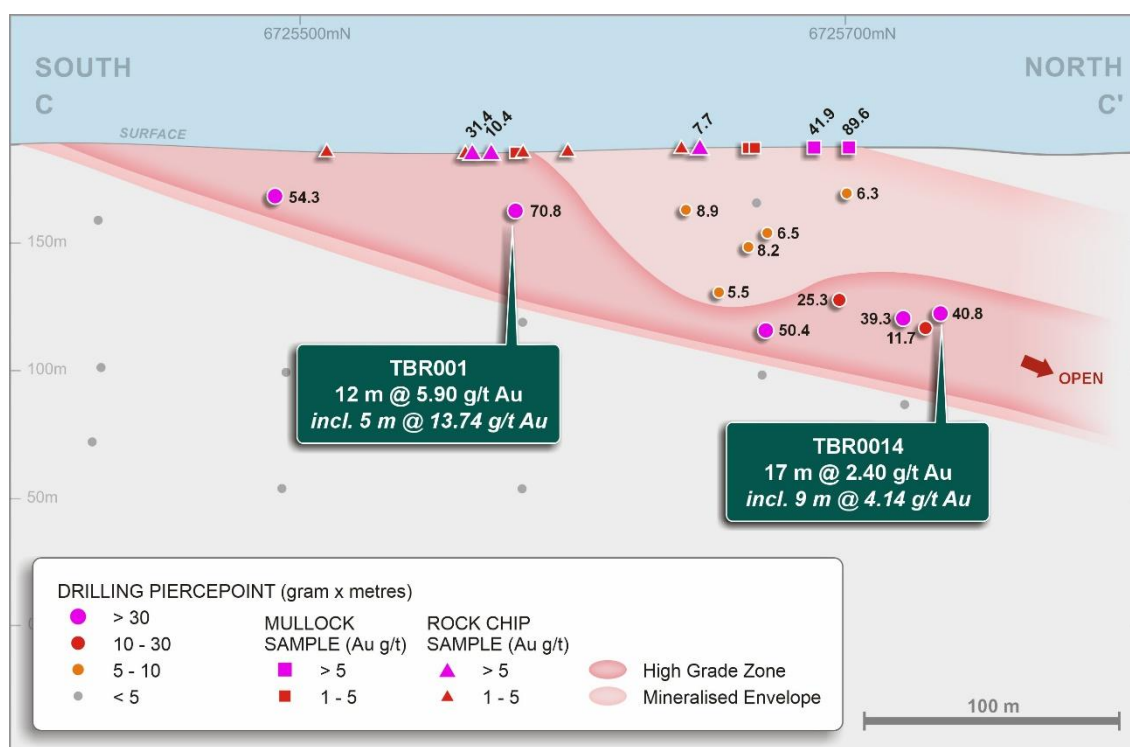 6725500mN
6725700mN
SOUTH
C
NORTH
C'
SURFACE
31.4
10.4
7.7
41.9
89.6
54.3
70.8
8.9
6.3
6.5
8.2
5.5
25.3
39.3
40.8
11.7
50.4
150m
100m
50m
OPEN
TBR001
12 m @ 5.90 g/t Au
incl. 5 m @ 13.74 g/t Au
TBR0014
17 m @ 2.40 g/t Au
incl. 9 m @ 4.14 g/t Au
DRILLING PIERCEPOINT (gram x metres)
> 30
10 - 30
5 - 10
< 5
MULLOCK
SAMPLE (Au g/t)
> 5
1 - 5
ROCK CHIP
SAMPLE (Au g/t)
> 5
1 - 5
High Grade Zone
Mineralised Envelope
100 m